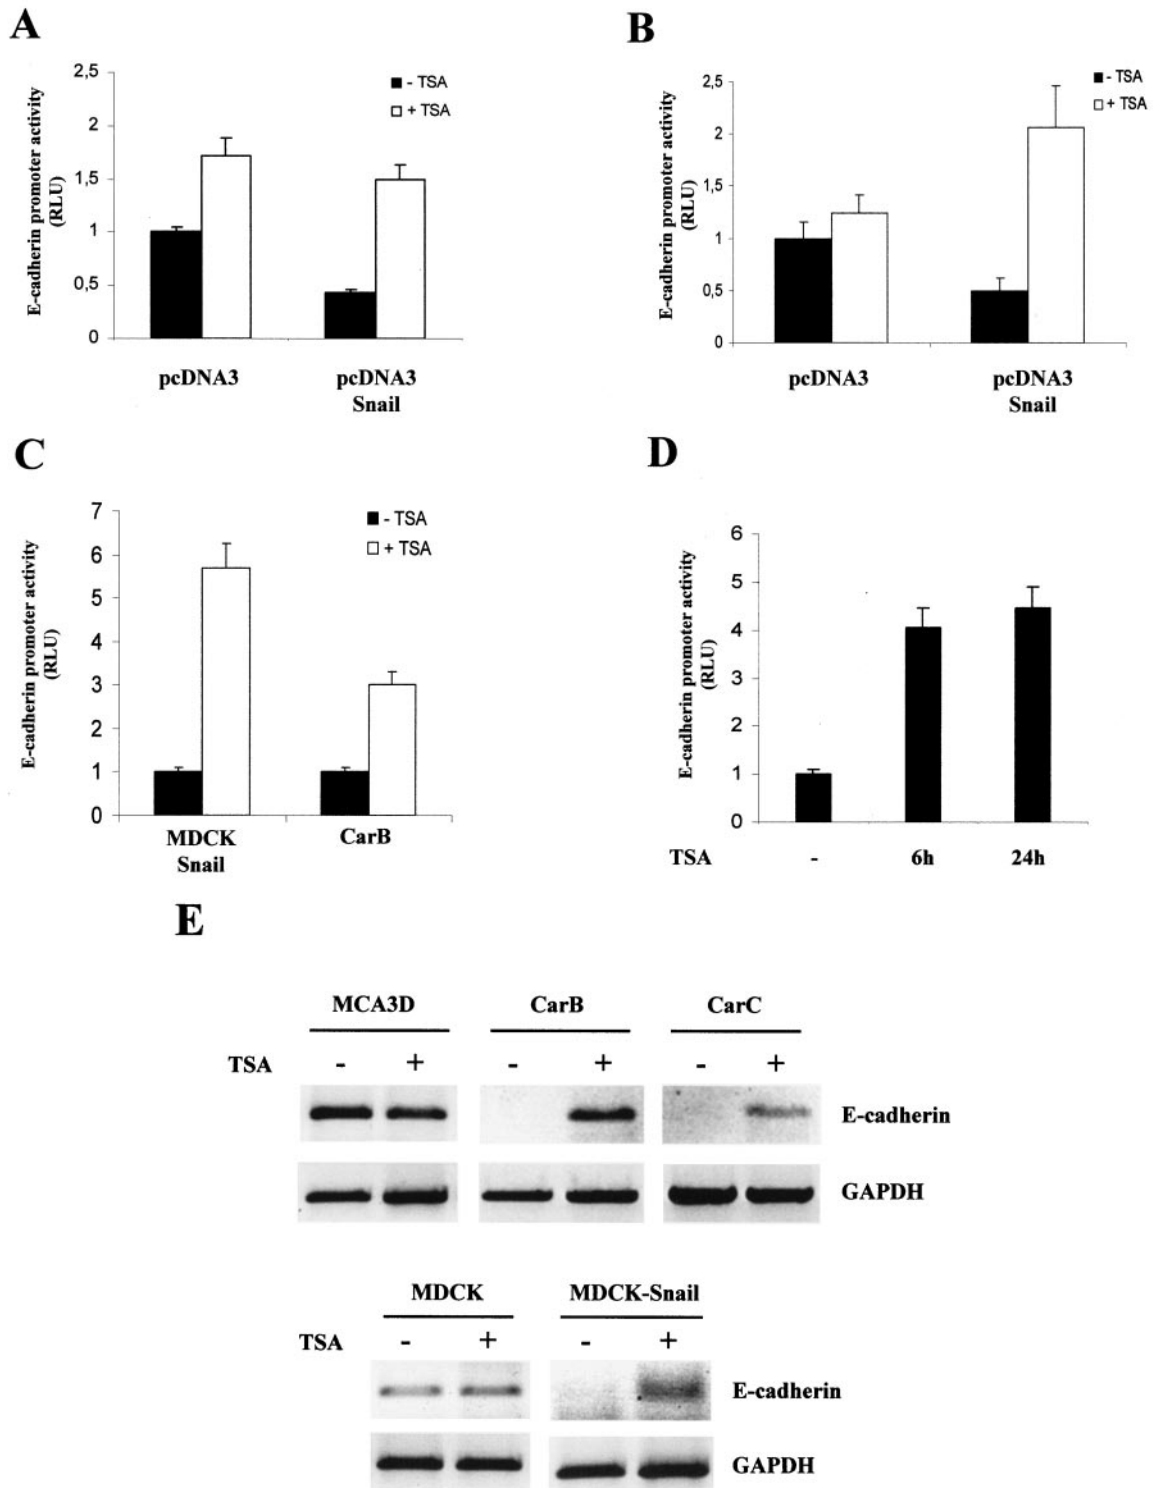 A
E-cadherin promoter activity
(RLU)
2,5
2
1,5
1
0,5
0
- TSA
+ TSA
pcDNA3
pcDNA3
Snail
B
E-cadherin promoter activity
(RLU)
2,5
2
1,5
1
0,5
0
- TSA
+ TSA
pcDNA3
pcDNA3
Snail
C
E-cadherin promoter activity
(RLU)
7
6
5
4
3
2
1
0
- TSA
+ TSA
MDCK
Snail
CarB
D
E-cadherin promoter activity
(RLU)
6
5
4
3
2
1
0
TSA - 6h 24h
E
MCA3D CarB CarC
TSA - + - + - +
E-cadherin
GAPDH
MDCK MDCK-Snail
TSA - + - +
E-cadherin
GAPDH